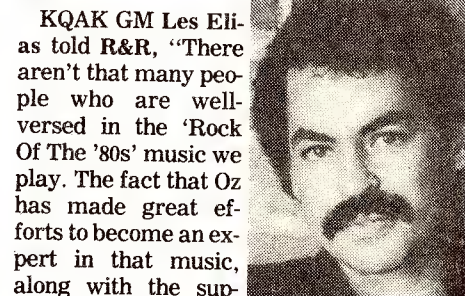 KQAK GM Les Eli-
as told R&R, “There
aren't that many peo-
ple who are well-
versed in the ‘Rock
Of The '80s’ music we
play. The fact that Oz
has made great ef-
forts to become an ex-
pert in that music,
along with the sup-